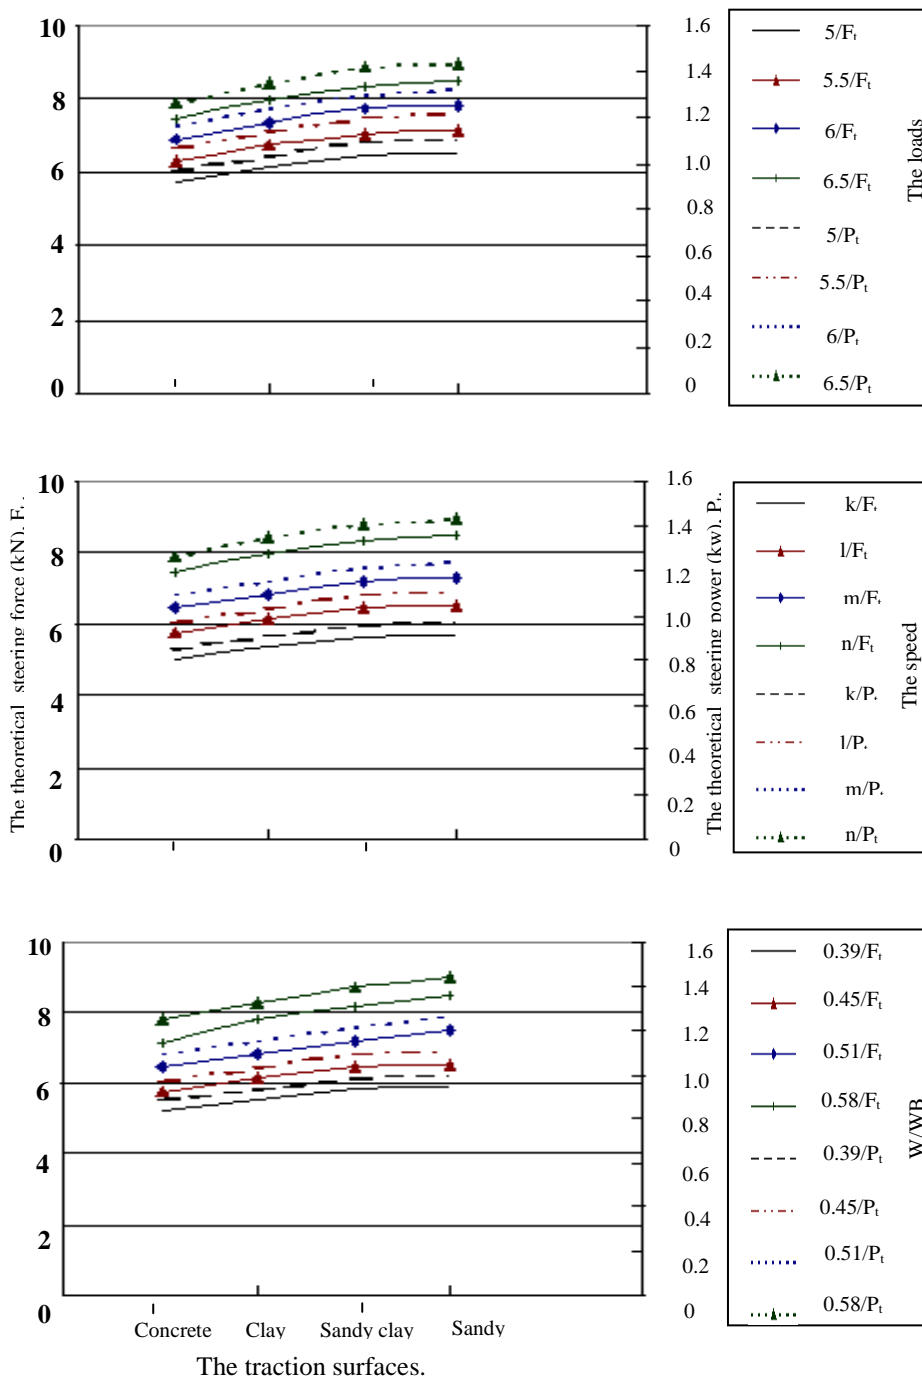 10
8
6
4
2
0
1.6
1.4
1.2
1.0
0.8
0.6
0.4
0.2
0
5/Fₜ
5.5/Fₜ
6/Fₜ
6.5/Fₜ
5/Pₜ
5.5/Pₜ
6/Pₜ
6.5/Pₜ
The loads
The theoretical steering force (kN). Fₜ.
10
8
6
4
2
0
The theoretical steering power (kw). Pₜ.
1.6
1.4
1.2
1.0
0.8
0.6
0.4
0.2
0
k/Fₜ
l/Fₜ
m/Fₜ
n/Fₜ
k/Pₜ
l/Pₜ
m/Pₜ
n/Pₜ
The speed
10
8
6
4
2
0
1.6
1.4
1.2
1.0
0.8
0.6
0.4
0.2
0
0.39/Fₜ
0.45/Fₜ
0.51/Fₜ
0.58/Fₜ
0.39/Pₜ
0.45/Pₜ
0.51/Pₜ
0.58/Pₜ
W/WB
Concrete Clay Sandy clay Sandy
The traction surfaces.